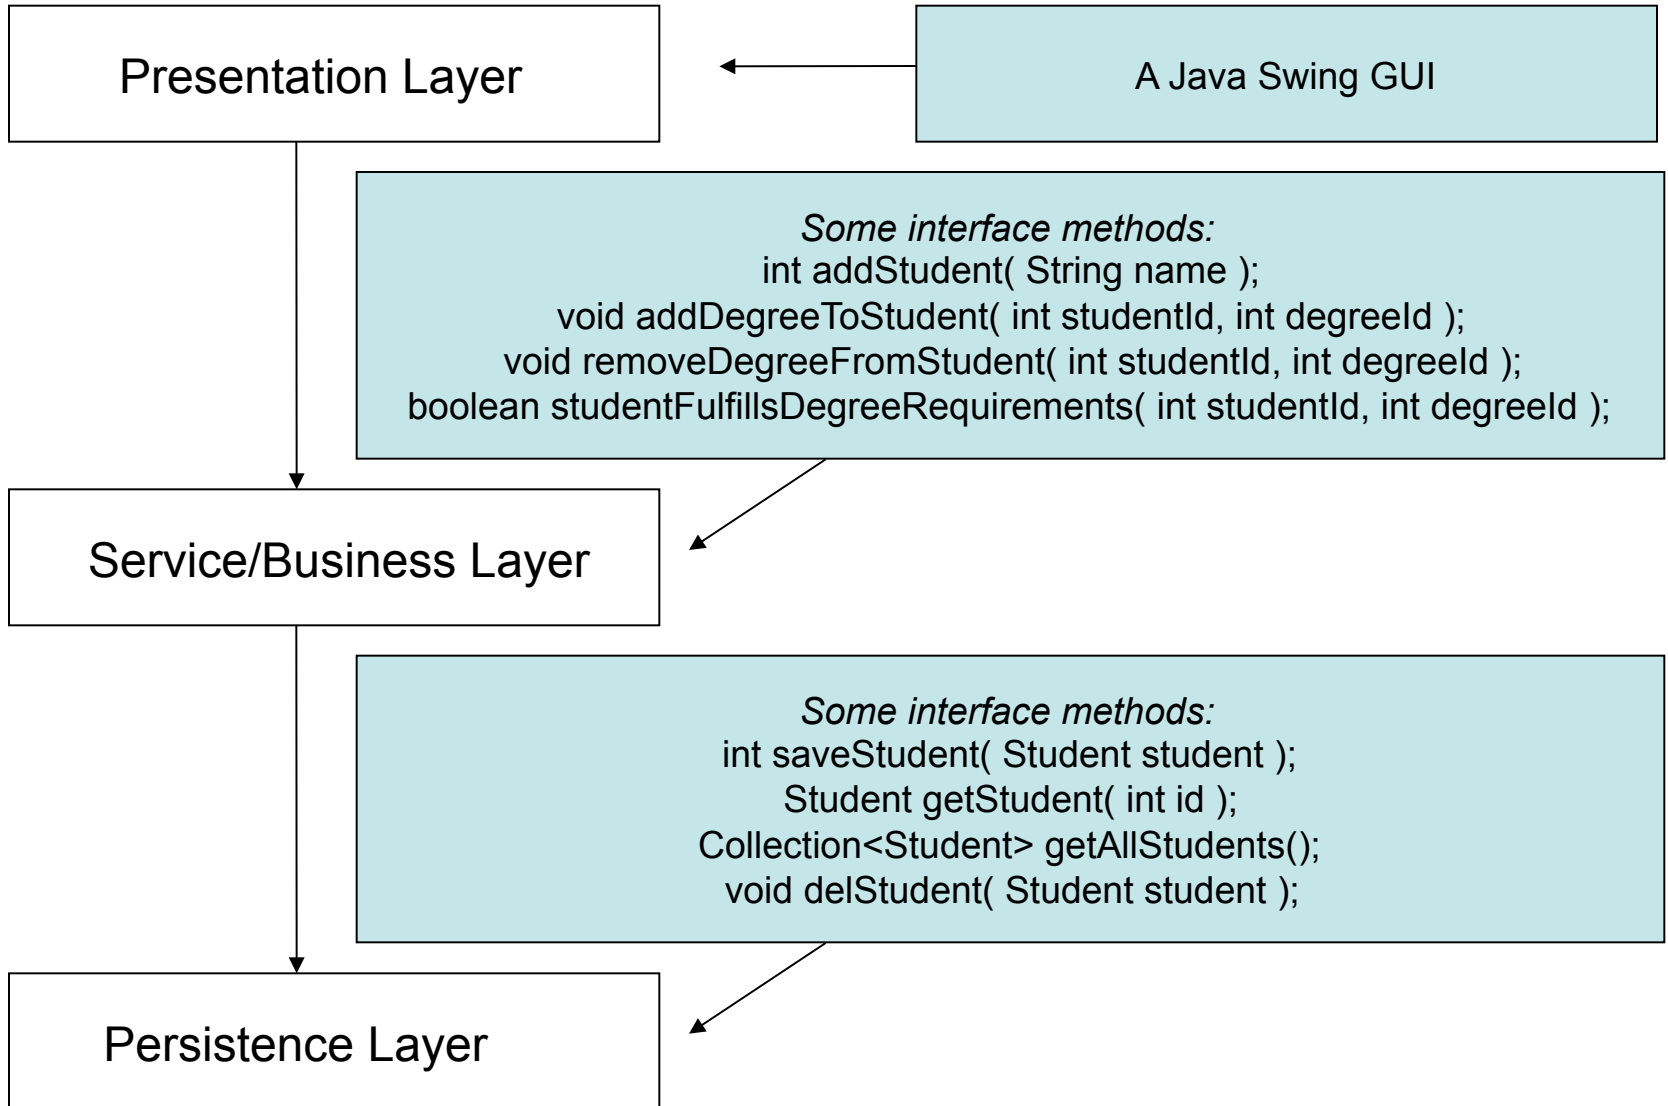 Presentation Layer
A Java Swing GUI
Some interface methods:
int addStudent( String name );
void addDegreeToStudent( int studentId, int degreeId );
void removeDegreeFromStudent( int studentId, int degreeId );
boolean studentFulfillsDegreeRequirements( int studentId, int degreeId );
Service/Business Layer
Some interface methods:
int saveStudent( Student student );
Student getStudent( int id );
Collection<Student> getAllStudents();
void delStudent( Student student );
Persistence Layer